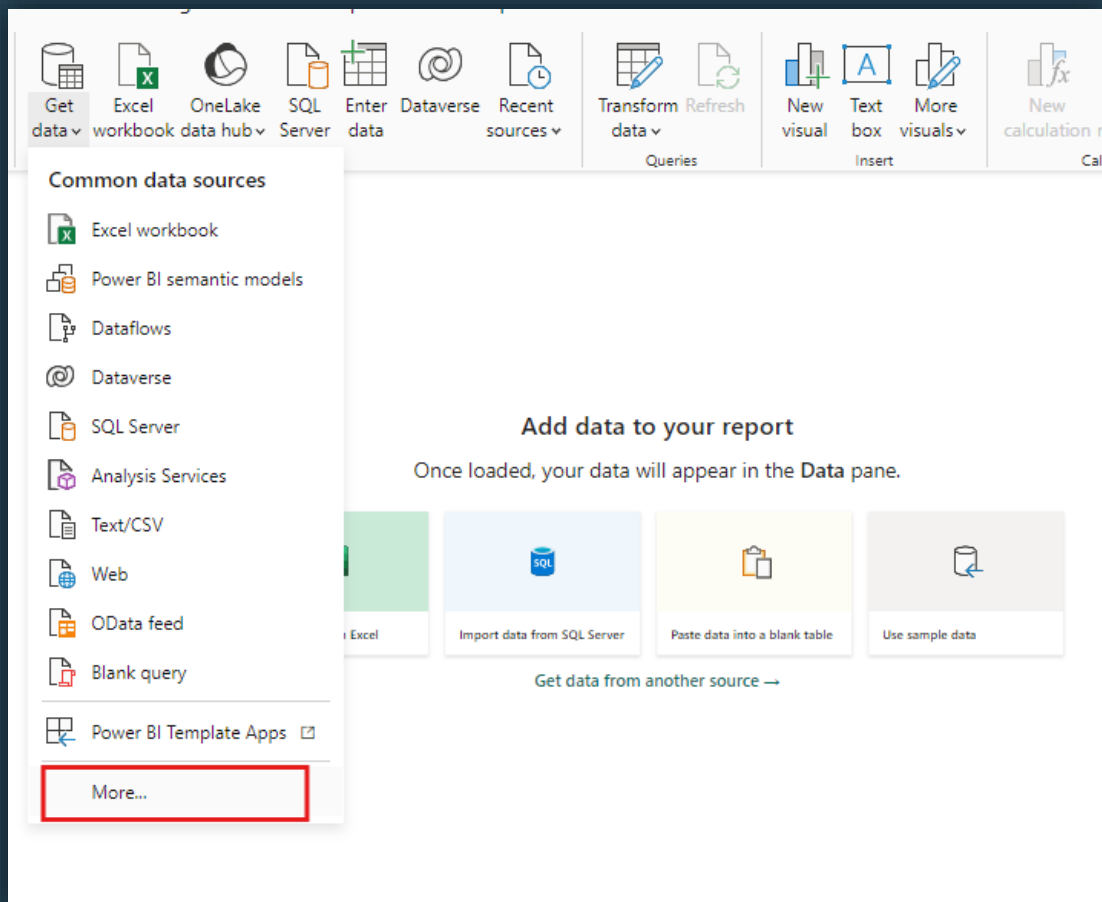 Get
data
Excel
workbook
OneLake
data hub
SQL
Server
Enter
data
Dataverse
Recent
sources
Transform
data
Refresh
Queries
New
visual
Text
box
More
visuals
Insert
New
calculation
Cal
Common data sources
Excel workbook
Power BI semantic models
Dataflows
Dataverse
SQL Server
Analysis Services
Text/CSV
Web
OData feed
Blank query
Power BI Template Apps
More...
Add data to your report
Once loaded, your data will appear in the Data pane.
Excel
SQL
Import data from SQL Server
Paste data into a blank table
Use sample data
Get data from another source →